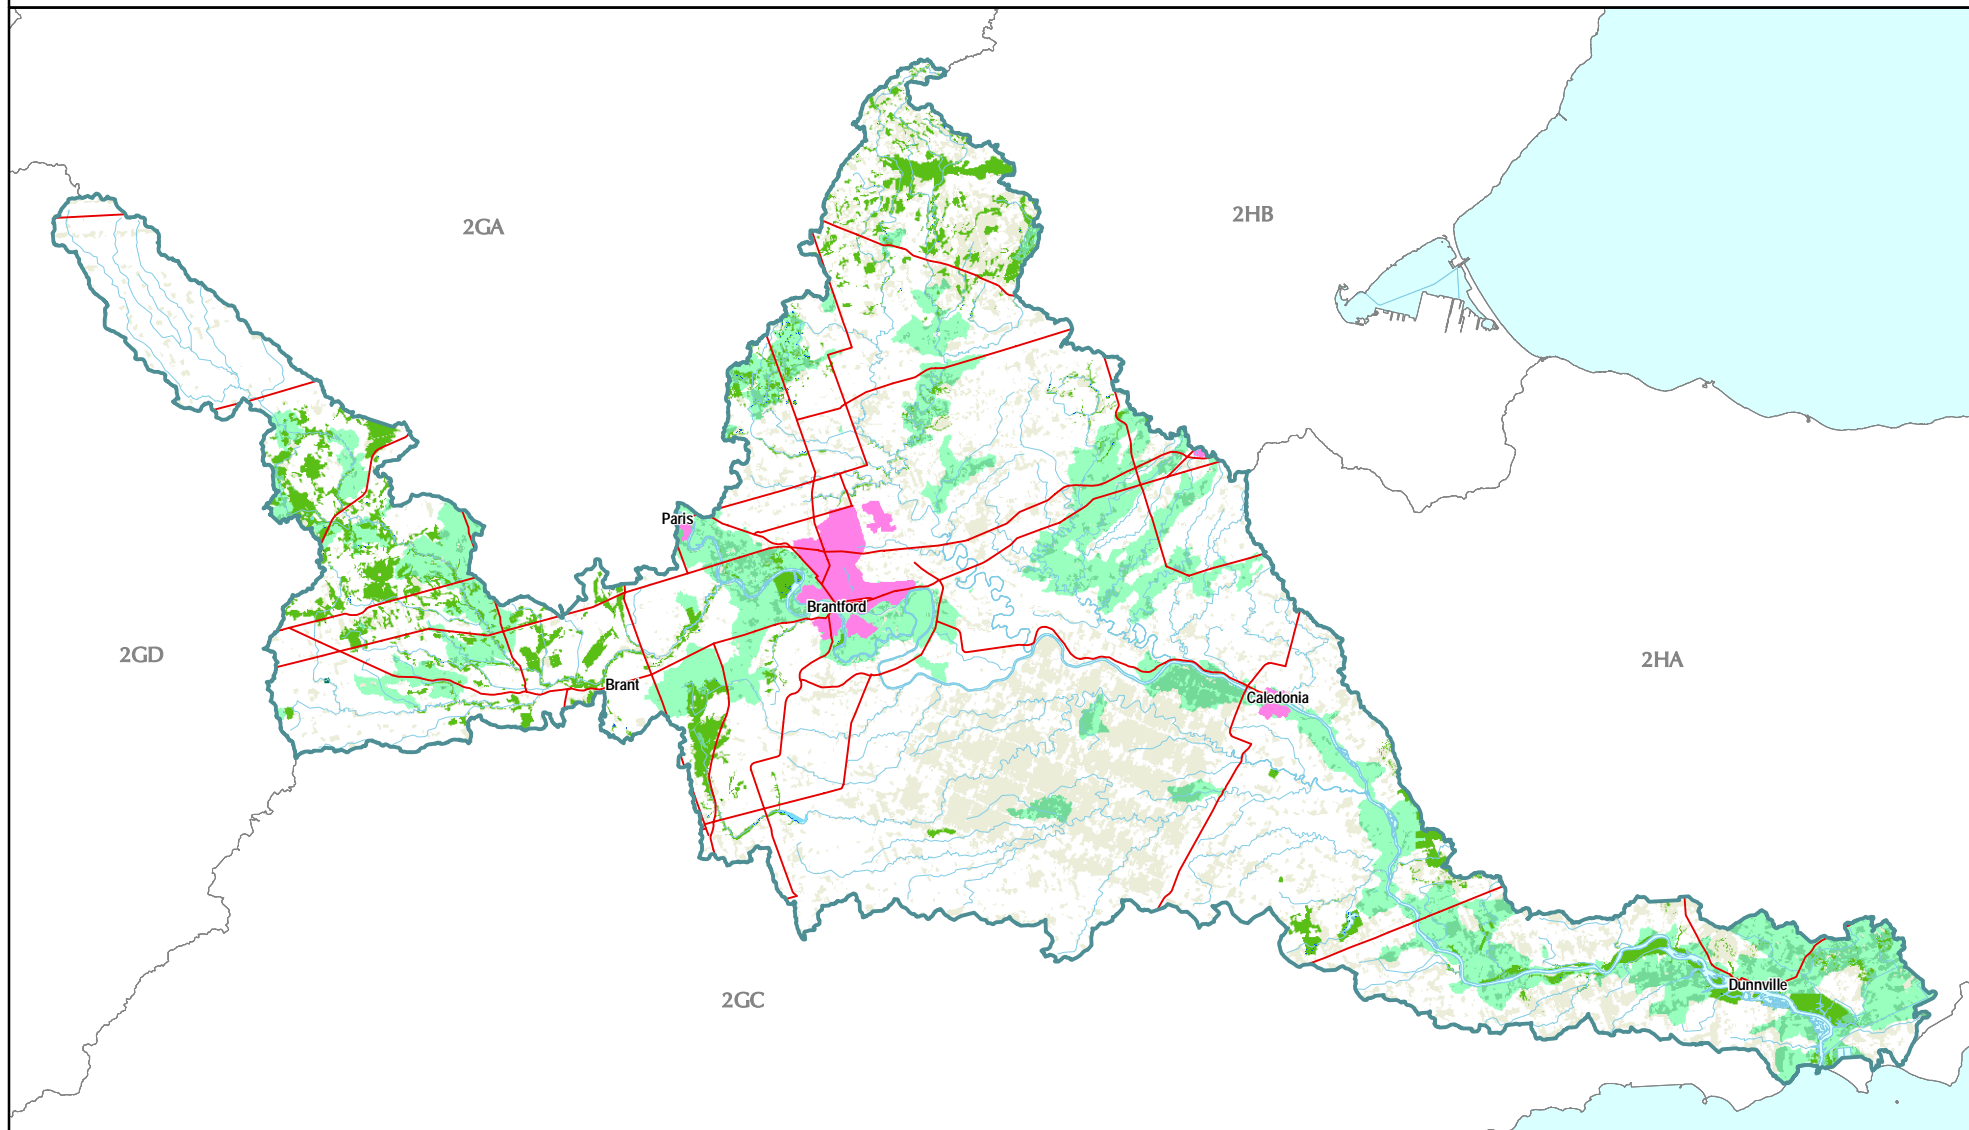 2GA
2HB
Paris
Brantford
2GD
Brant
2HA
Caledonia
Dunnville
2GC